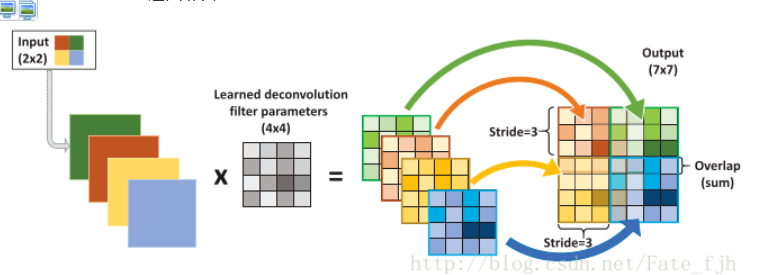 Input
(2x2)
Learned deconvolution
filter parameters
(4x4)
X
=
Output
(7x7)
Stride=3
Overlap
(sum)
Stride=3
http://blog.csdn.net/Fate_fjh